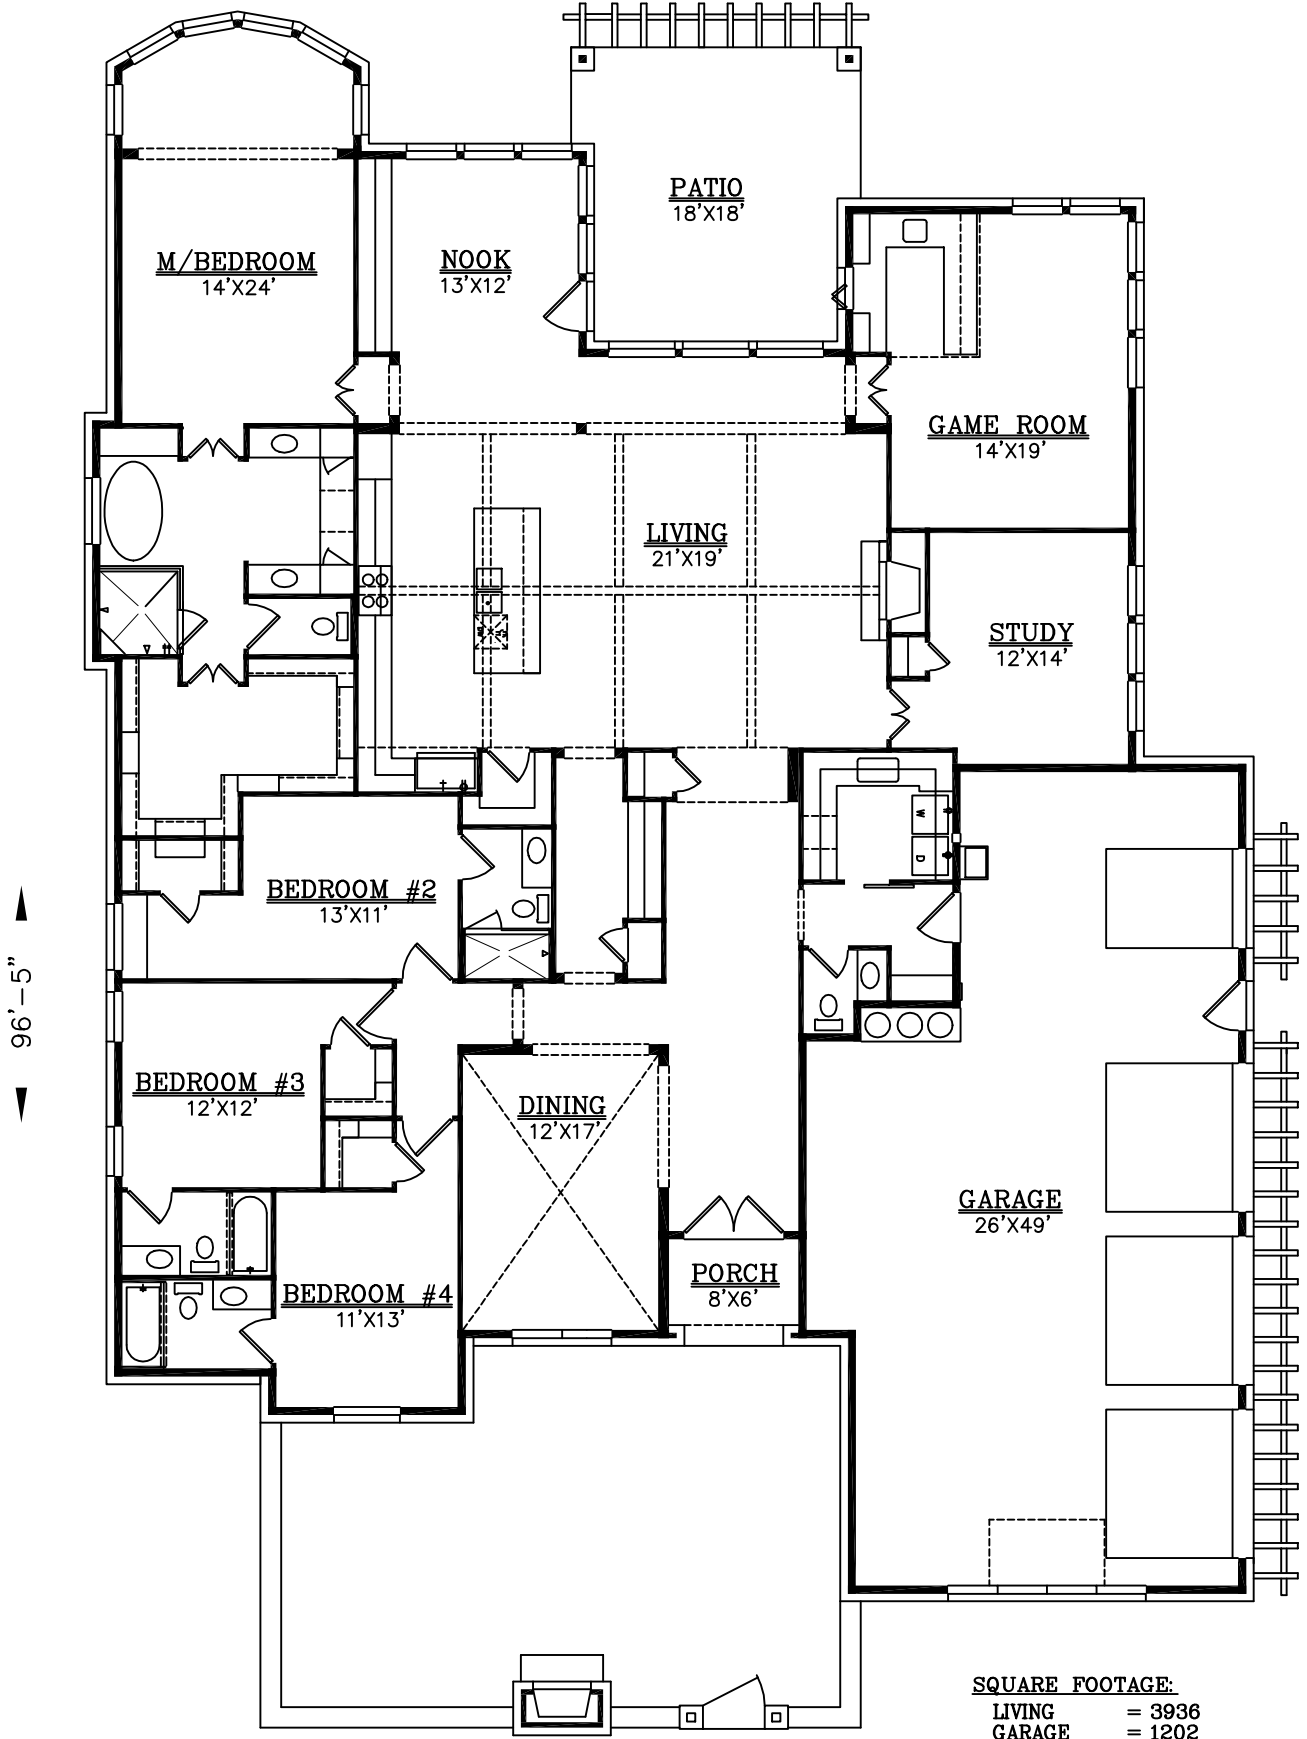 PATIO
18'X18'
M/BEDROOM
14'X24'
NOOK
13'X12'
GAME ROOM
14'X19'
LIVING
21'X19'
STUDY
12'X14'
W
D
BEDROOM #2
13'X11'
96'-5"
BEDROOM #3
12'X12'
DINING
12'X17'
GARAGE
26'X49'
PORCH
8'X6'
BEDROOM #4
11'X13'
SQUARE FOOTAGE:
LIVING = 3936
GARAGE = 1202